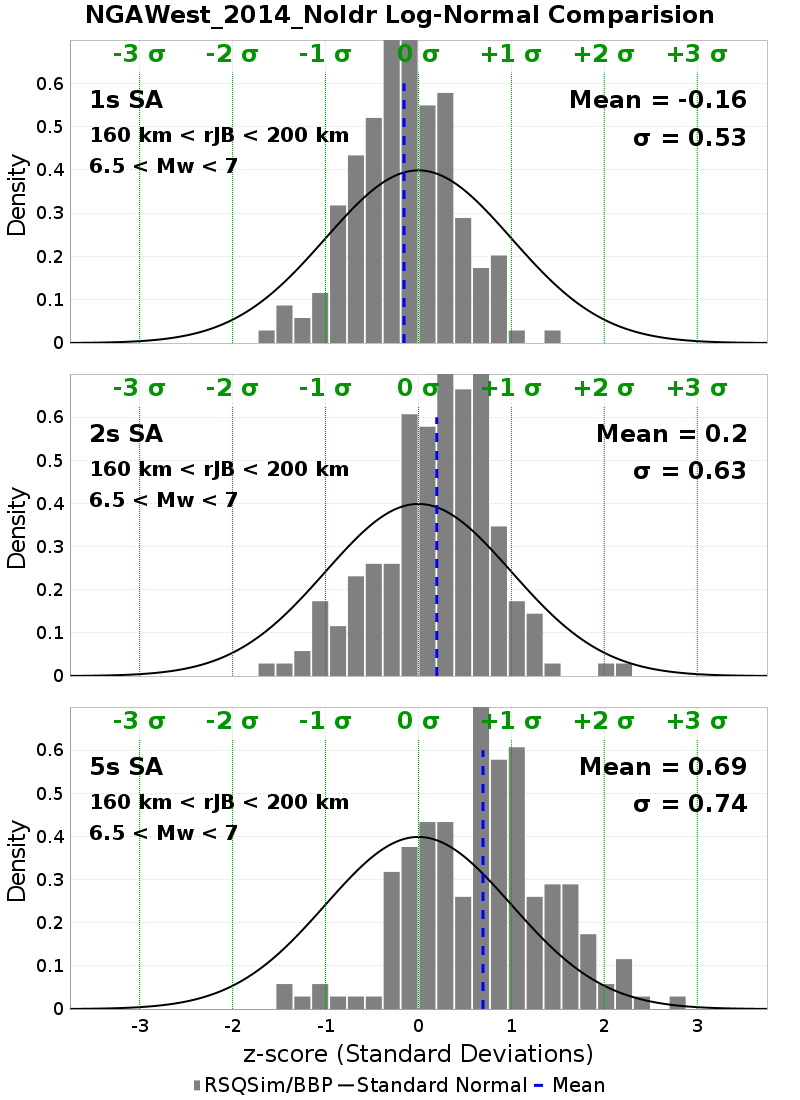 NGAWest_2014_NoIdr Log-Normal Comparision
-3 σ -2 σ -1 σ 0 σ +1 σ +2 σ +3 σ
1s SA
Mean = -0.16
160 km < rJB < 200 km
σ = 0.53
6.5 < Mw < 7
Density
0.6
0.5
0.4
0.3
0.2
0.1
0
-3 σ -2 σ -1 σ 0 σ +1 σ +2 σ +3 σ
2s SA
Mean = 0.2
160 km < rJB < 200 km
σ = 0.63
6.5 < Mw < 7
Density
0.6
0.5
0.4
0.3
0.2
0.1
0
-3 σ -2 σ -1 σ 0 σ +1 σ +2 σ +3 σ
5s SA
Mean = 0.69
160 km < rJB < 200 km
σ = 0.74
6.5 < Mw < 7
Density
0.6
0.5
0.4
0.3
0.2
0.1
0
-3 -2 -1 0 1 2 3
z-score (Standard Deviations)
RSQSim/BBP Standard Normal Mean